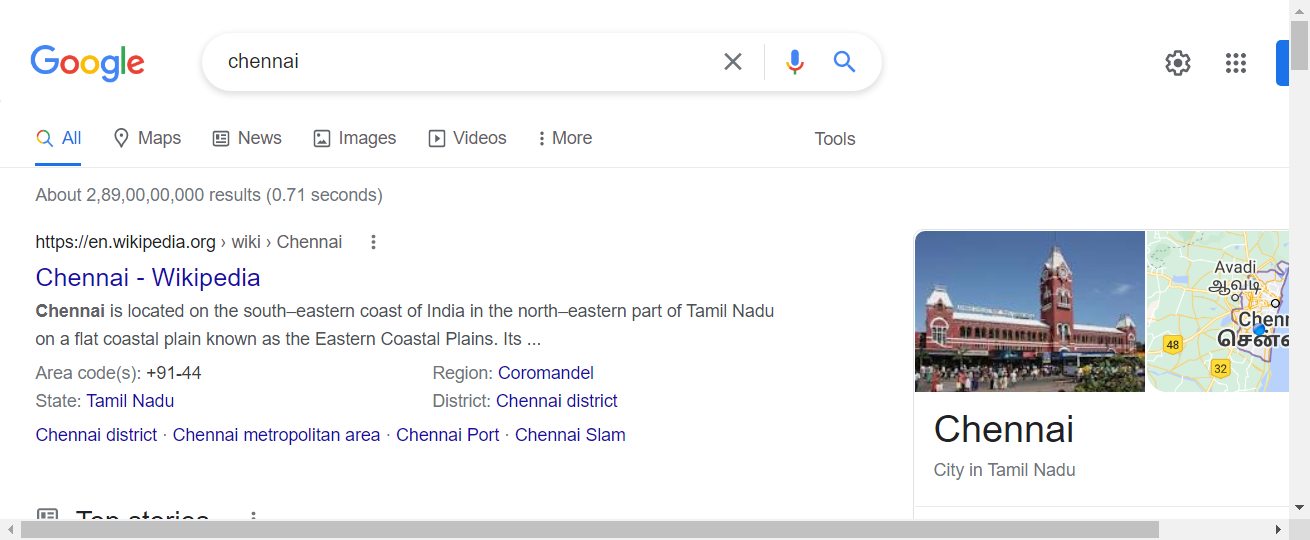 Google
chennai
All Maps News Images Videos More Tools
About 2,89,00,00,000 results (0.71 seconds)
https://en.wikipedia.org › wiki › Chennai
Chennai - Wikipedia
Chennai is located on the south–eastern coast of India in the north–eastern part of Tamil Nadu
on a flat coastal plain known as the Eastern Coastal Plains. Its ...
Area code(s): +91-44 Region: Coromandel
State: Tamil Nadu District: Chennai district
Chennai district · Chennai metropolitan area · Chennai Port · Chennai Slam
Top stories
Avadi
ஆவடி
48
32
Chennai
City in Tamil Nadu